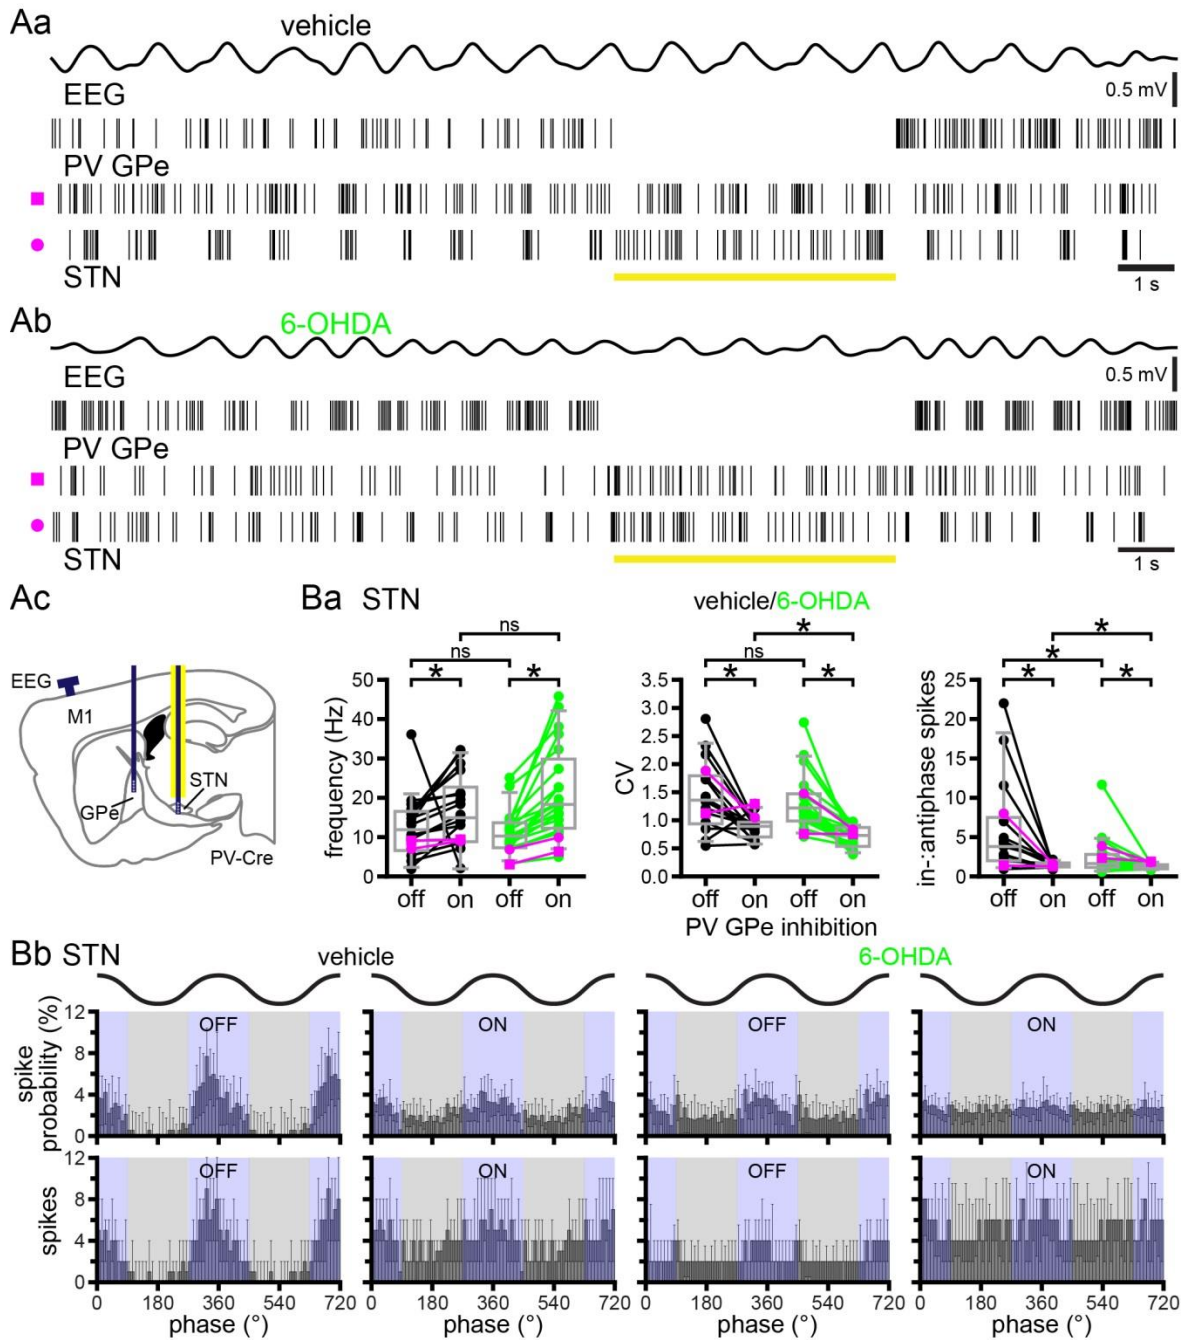 Aa
vehicle
EEG
0.5 mV
PV GPe
STN
1 s
Ab
6-OHDA
EEG
0.5 mV
PV GPe
STN
1 s
Ac
EEG
M1
STN
GPe
PV-Cre
Ba STN vehicle/6-OHDA
ns * ns *
* ns * * * *
ns * * *
frequency (Hz)
50
40
30
20
10
0
off on off on
CV
3.5
3.0
2.5
2.0
1.5
1.0
0.5
0.0
off on off on
PV GPe inhibition
in-:antiphase spikes
25
20
15
10
5
0
off on off on
Bb STN vehicle 6-OHDA
spike probability (%)
12
8
4
0
OFF ON OFF ON
spikes
12
8
4
0
OFF ON OFF ON
0 180 360 540 720 0 180 360 540 720 0 180 360 540 720 0 180 360 540 720
phase (°) phase (°) phase (°) phase (°)